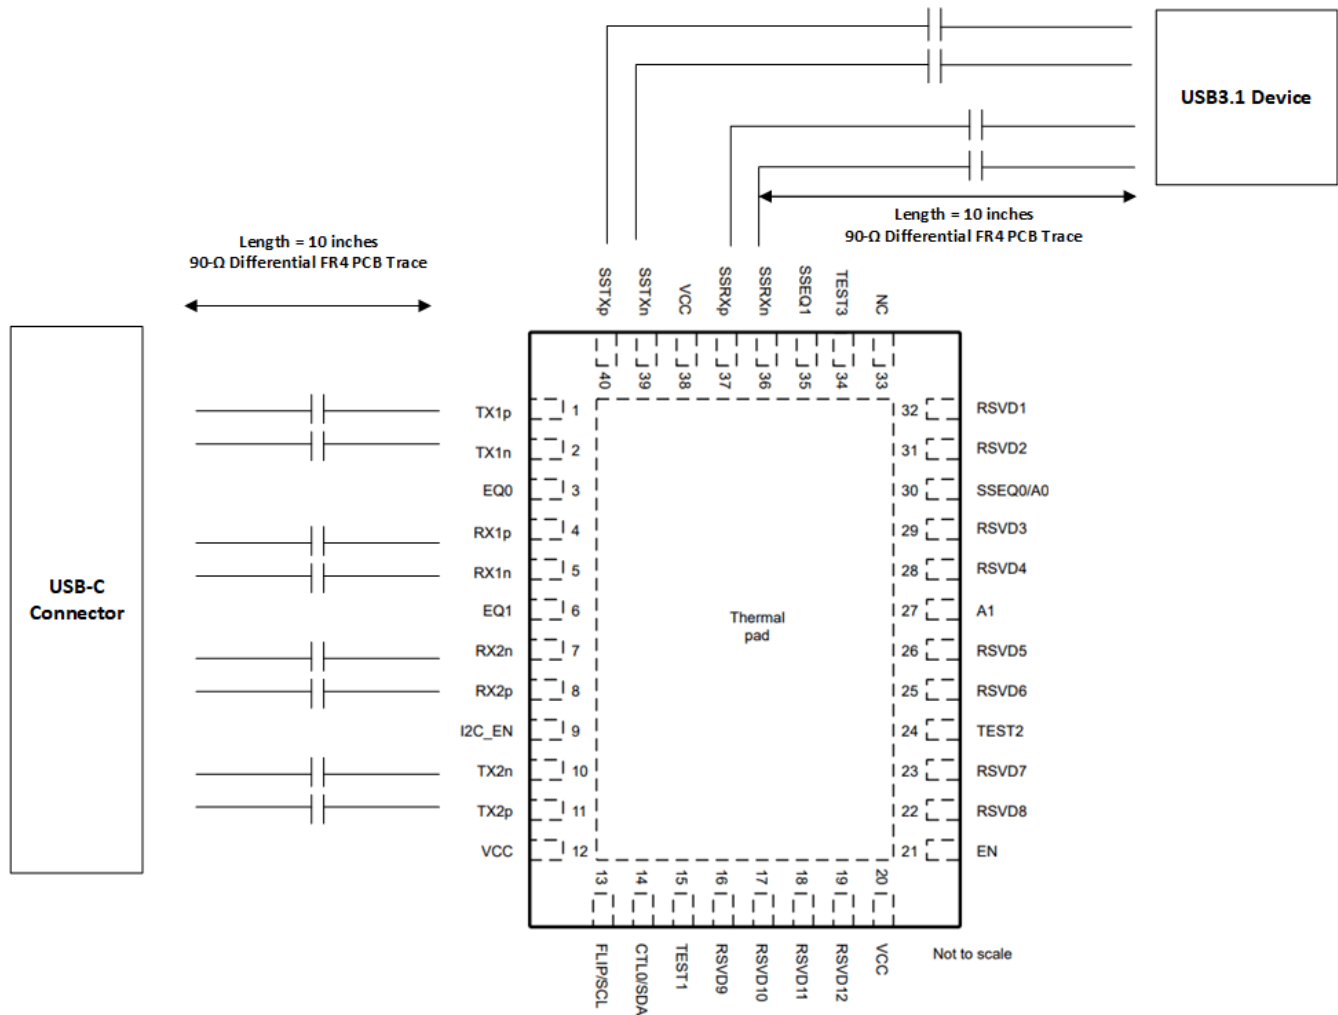 USB3.1 Device
Length = 10 inches
90-Ω Differential FR4 PCB Trace
Length = 10 inches
90-Ω Differential FR4 PCB Trace
SSTXp
SSTXn
VCC
SSRXp
SSRXn
SSEQ1
TEST3
NC
40
39
38
37
36
35
34
33
USB-C
Connector
TX1p 1
TX1n 2
EQ0 3
RX1p 4
RX1n 5
EQ1 6
RX2n 7
RX2p 8
I2C_EN 9
TX2n 10
TX2p 11
VCC 12
Thermal
pad
32 RSVD1
31 RSVD2
30 SSEQ0/A0
29 RSVD3
28 RSVD4
27 A1
26 RSVD5
25 RSVD6
24 TEST2
23 RSVD7
22 RSVD8
21 EN
13
14
15
16
17
18
19
20
FLIP/SCL
CTL0/SDA
TEST1
RSVD9
RSVD10
RSVD11
RSVD12
VCC
Not to scale